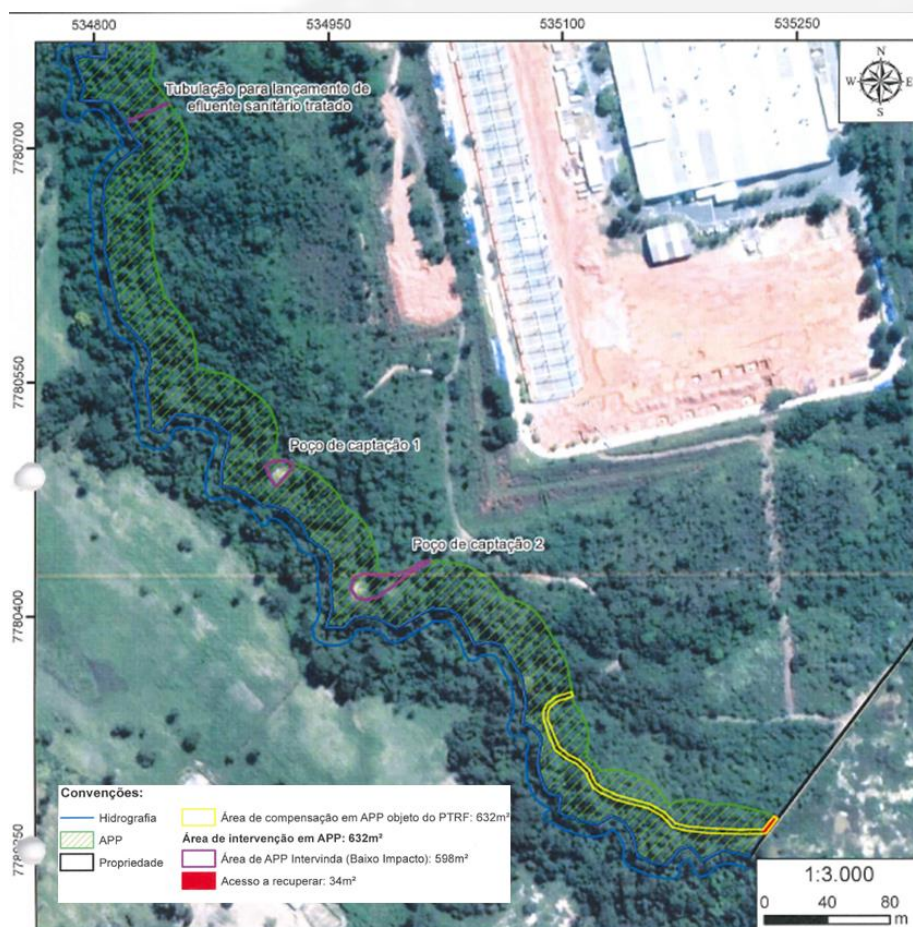 534800
534950
535100
535250
N
W
E
S
Tubulação para lançamento de
efluente sanitário tratado
7780700
7780550
Poço de captação 1
Poço de captação 2
7780400
Convenções:
Hidrografia
APP
Propriedade
Área de compensação em APP objeto do PTRF: 632m²
Área de intervenção em APP: 632m²
Área de APP Intervinda (Baixo Impacto): 598m²
Acesso a recuperar: 34m²
1:3.000
0 40 80
m